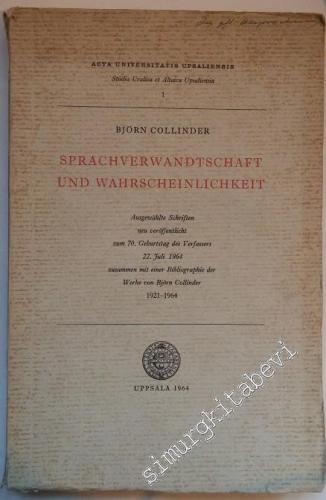 ACTA UNIVERSITATIS UPSALIENSIS
Studia Uralica et Altaica Upsaliensia
1
BJÖRN COLLINDER
SPRACHVERWANDTSCHAFT
UND WAHRSCHEINLICHKEIT
Ausgewählte Schriften
neu veröffentlicht
zum 70. Geburtstag des Verfassers
22. Juli 1964
zusammen mit einer Bibliographie der
Werke von Björn Collinder
1921-1964
UPPSALA 1964
simurgkitabevi